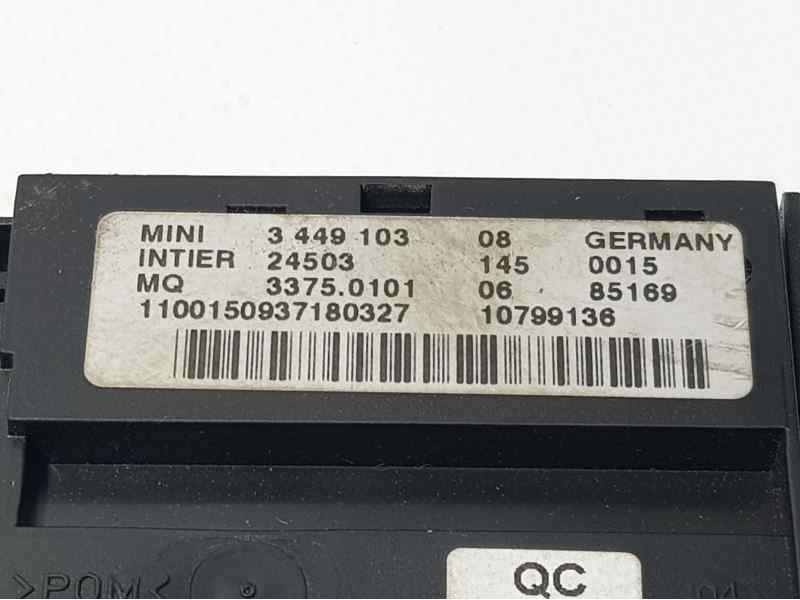 MINI 3 449 103 08 GERMANY
INTIER 24503 145 0015
MQ 3375.0101 06 85169
1100150937180327 10799136
QC
>POM<